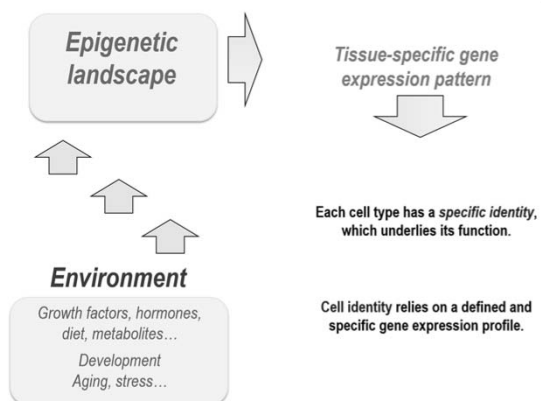 Epigenetic
landscape
Tissue-specific gene
expression pattern
Each cell type has a specific identity,
which underlies its function.
Environment
Growth factors, hormones,
diet, metabolites…
Development
Aging, stress…
Cell identity relies on a defined and
specific gene expression profile.